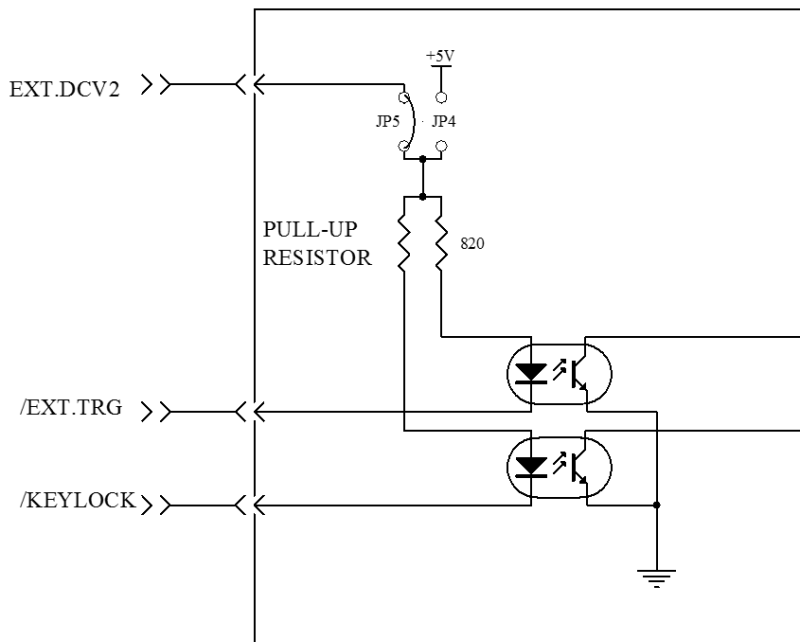 +5V
EXT.DCV2
JP5
JP4
PULL-UP
RESISTOR
820
/EXT.TRG
/KEYLOCK